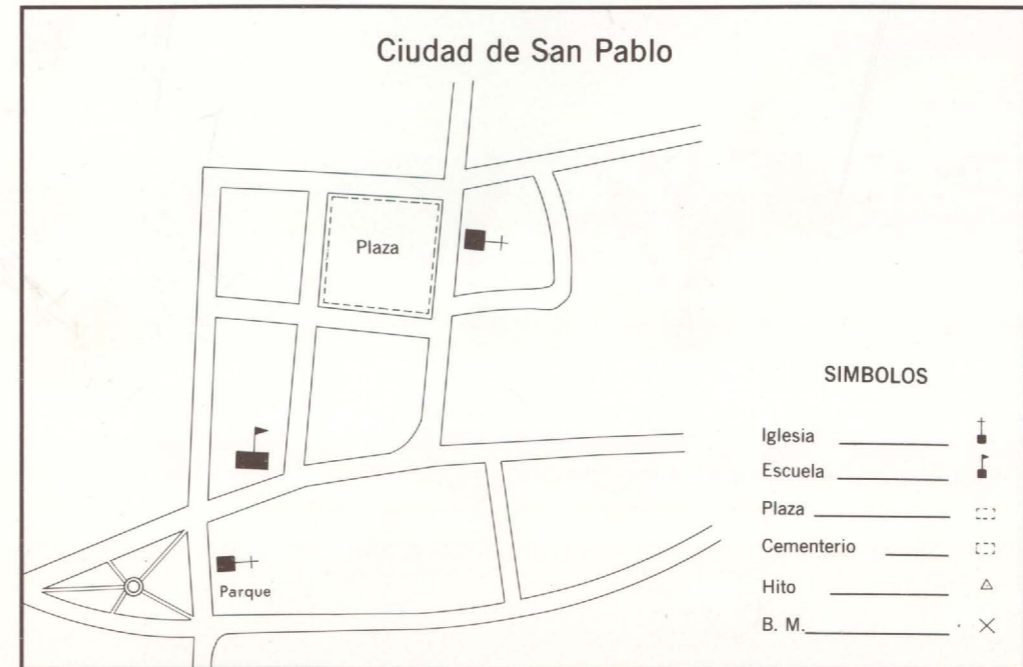 Ciudad de San Pablo
Plaza
Parque
SIMBOLOS
Iglesia
Escuela
Plaza
Cementerio
Hito
B. M.